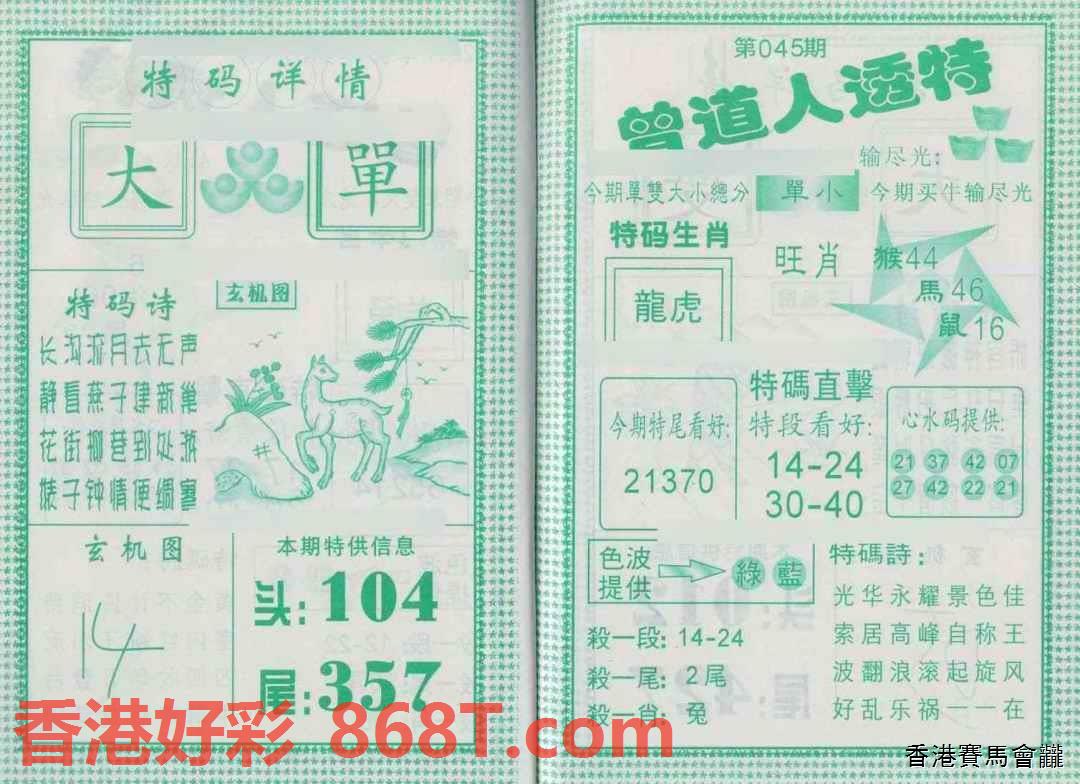 特码详情
大 單
特码诗
长沟流月去无声
静看燕子建新巢
花街柳巷到处游
婊子钟情便绸寥
玄机图
玄机图
本期特供信息
头:104
尾:357
第045期
曾道人透特
输尽光:
今期單雙大小總分 單小
今期买牛输尽光
特码生肖
龍虎
旺肖
猴44
馬46
鼠16
今期特尾看好:
21370
特碼直擊
特段看好:
14-24
30-40
心水码提供:
21 37 42 07
27 42 22 21
色波
提供
綠 藍
殺一段: 14-24
殺一尾: 2尾
殺一肖: 兔
特碼詩:
光华永耀景色佳
索居高峰自称王
波翻浪滚起旋风
好乱乐祸一一在
香港好彩 868T.com
香港賽馬會讞